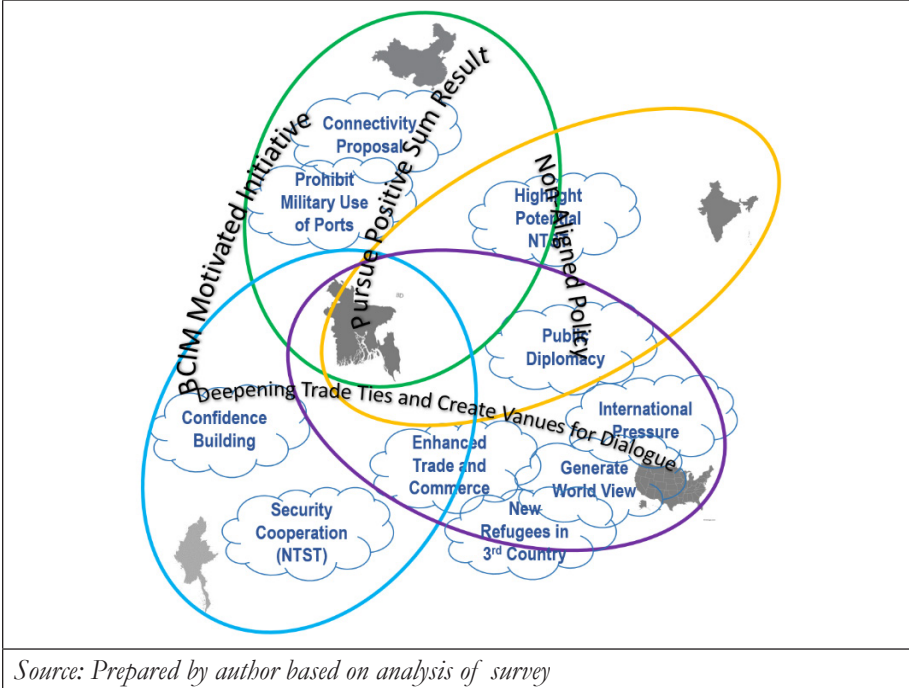 Connectivity
Proposal
Prohibit
Military Use
of Ports
BCIM Motivated Initiative
Pursue Positive Sum Result
Non Aligned Policy
Highlight
Potential
Public
Diplomacy
Deepening Trade Ties and Create Vanues for Dialogue
Confidence
Building
International
Pressure
Enhanced
Trade and
Commerce
Generate
World View
Security
Cooperation
(NTST)
New
Refugees in
3rd Country
Source: Prepared by author based on analysis of survey